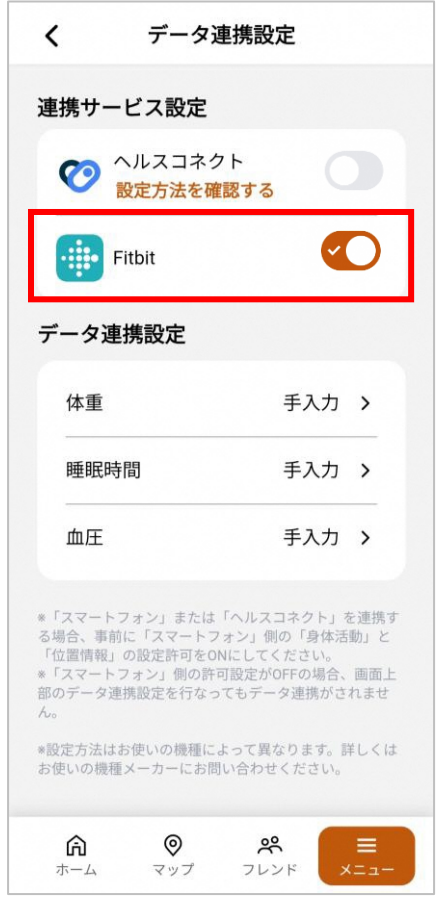 データ連携設定
連携サービス設定
ヘルスコネクト
設定方法を確認する
Fitbit
データ連携設定
体重 手入力
睡眠時間 手入力
血圧 手入力
※「スマートフォン」または「ヘルスコネクト」を連携す
る場合、事前に「スマートフォン」側の「身体活動」と
「位置情報」の設定許可をONにしてください。
※「スマートフォン」側の許可設定がOFFの場合、画面上
部のデータ連携設定を行なってもデータ連携がされませ
ん。
※設定方法はお使いの機種によって異なります。詳しくは
お使いの機種メーカーにお問い合わせください。
ホーム マップ フレンド メニュー